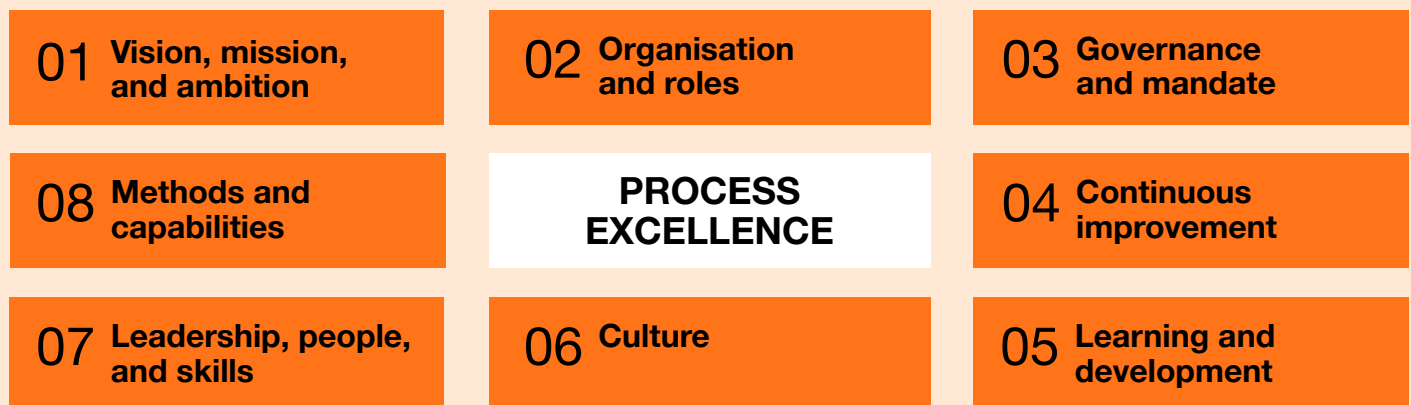 01 Vision, mission,
and ambition
02 Organisation
and roles
03 Governance
and mandate
08 Methods and
capabilities
PROCESS
EXCELLENCE
04 Continuous
improvement
07 Leadership, people,
and skills
06 Culture
05 Learning and
development